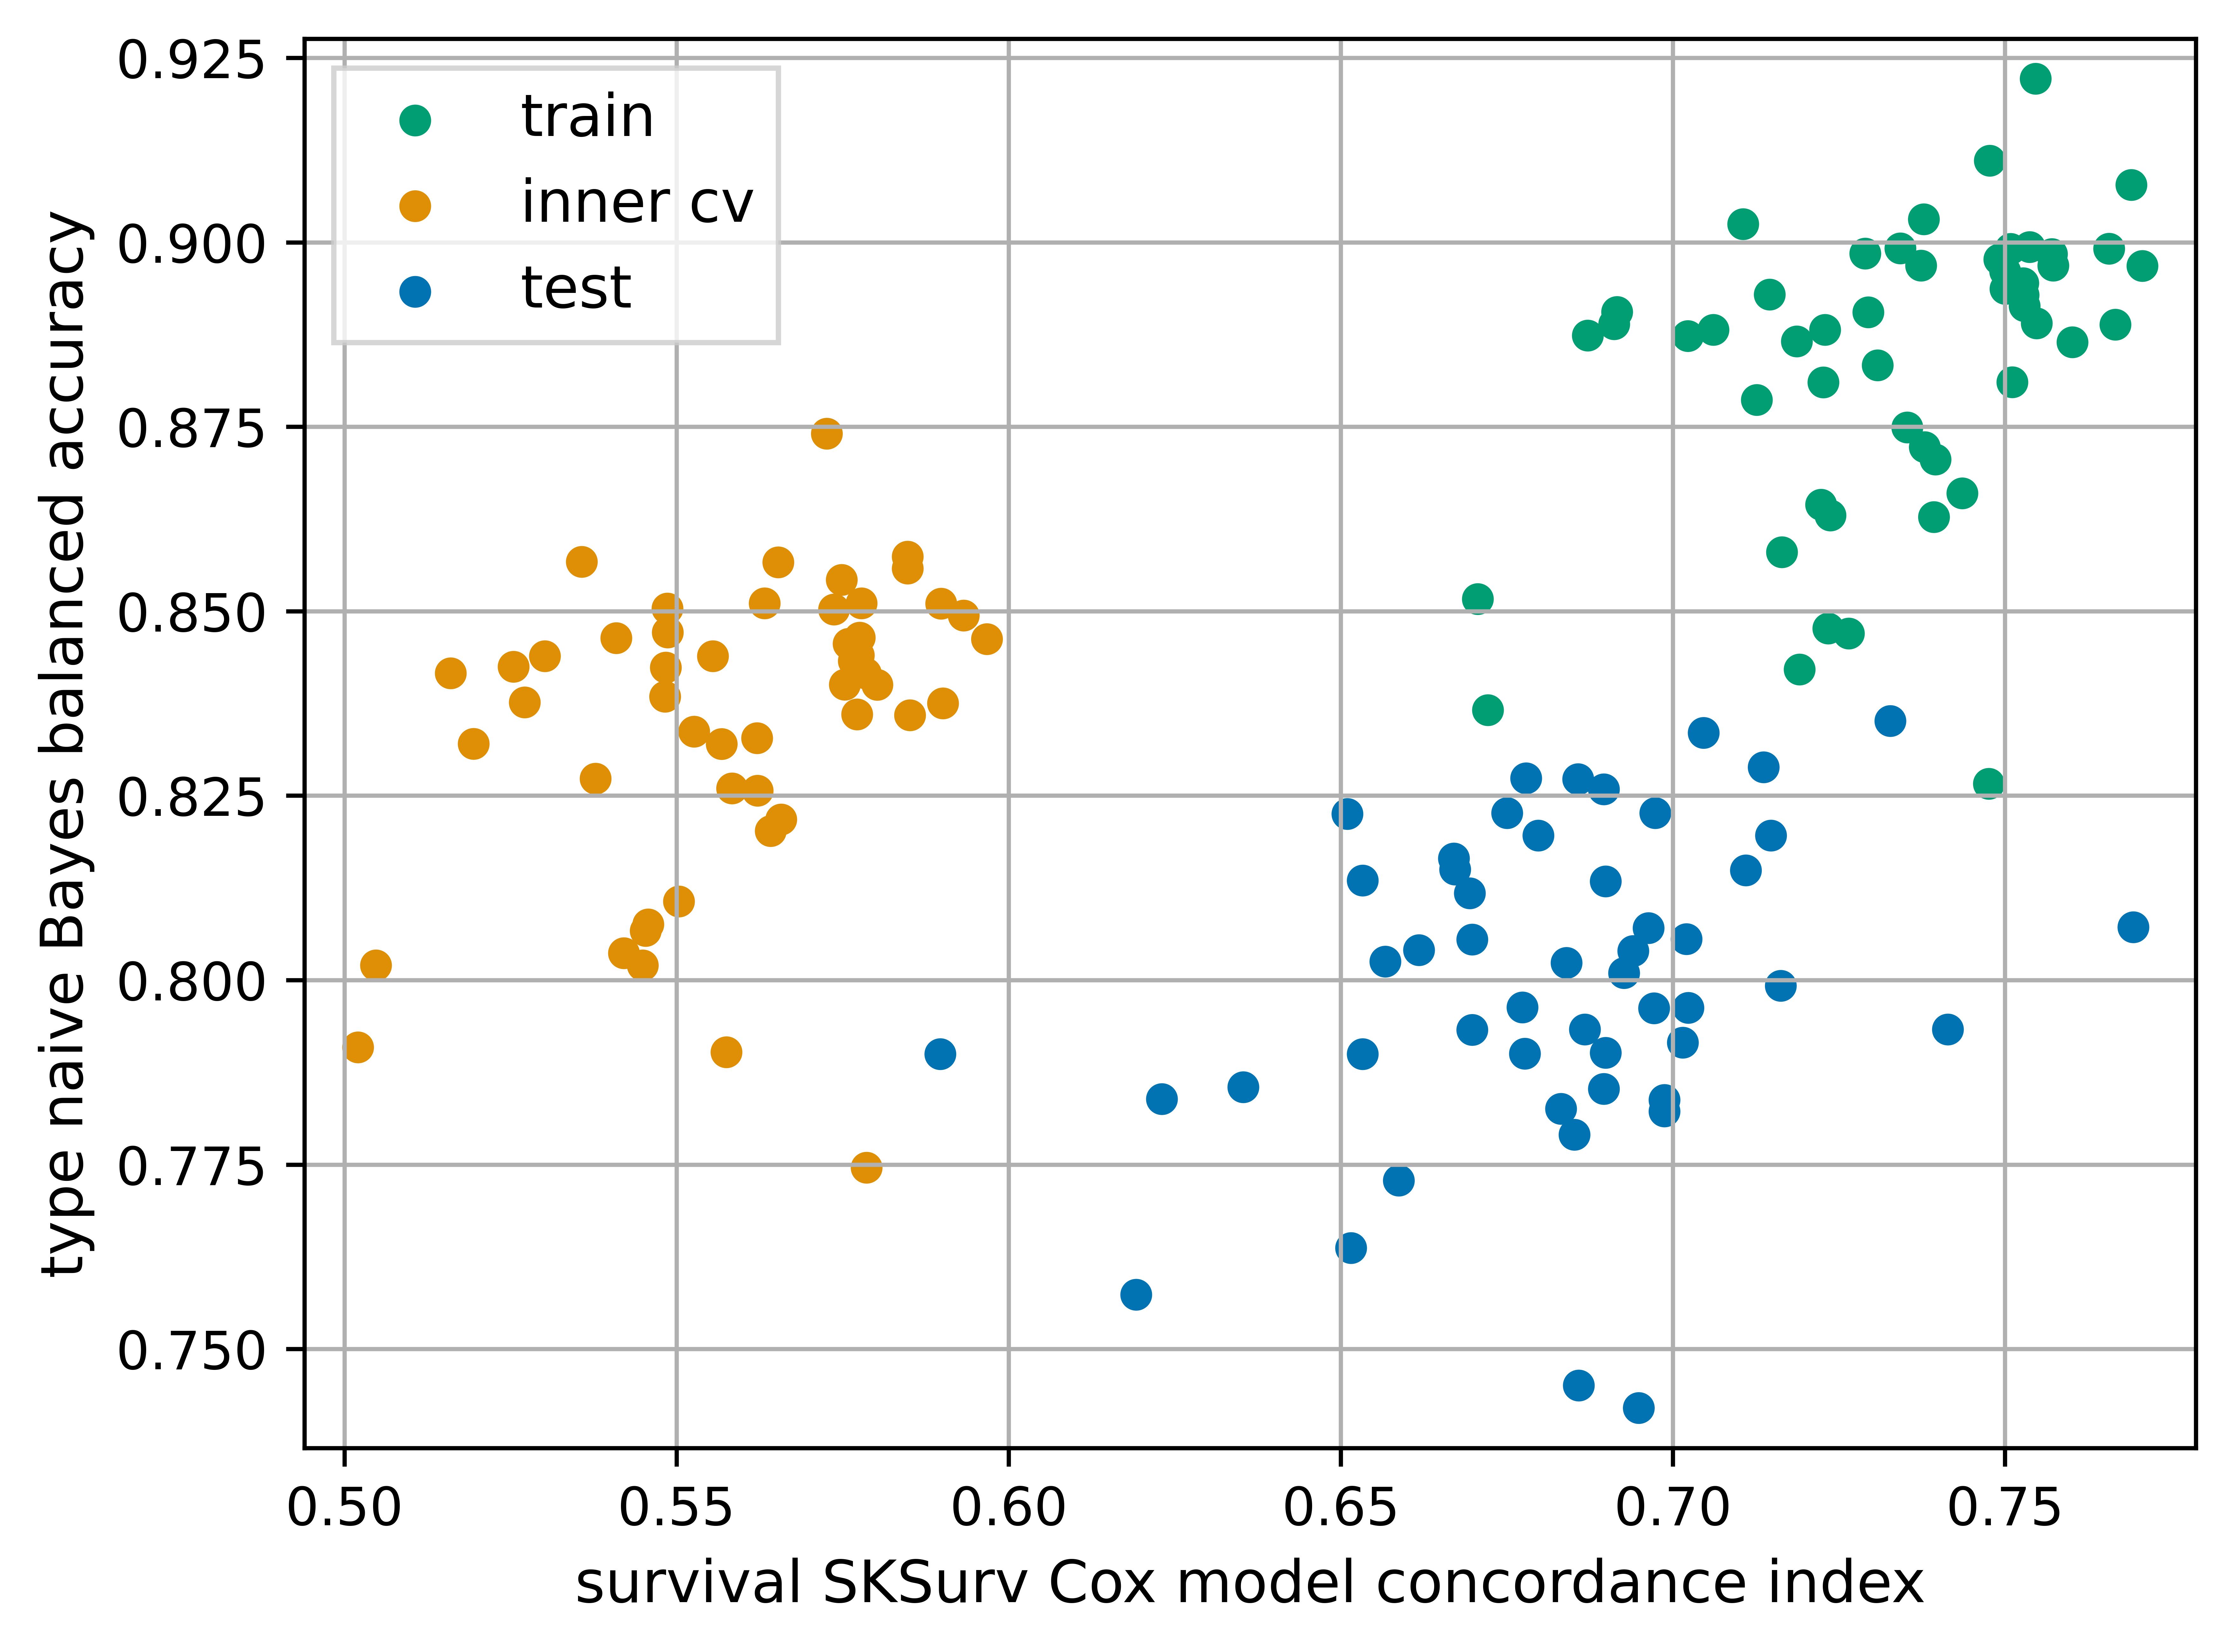 0.925
0.900
0.875
0.850
0.825
0.800
0.775
0.750
type naive Bayes balanced accuracy
train
inner cv
test
0.50 0.55 0.60 0.65 0.70 0.75
survival SKSurv Cox model concordance index